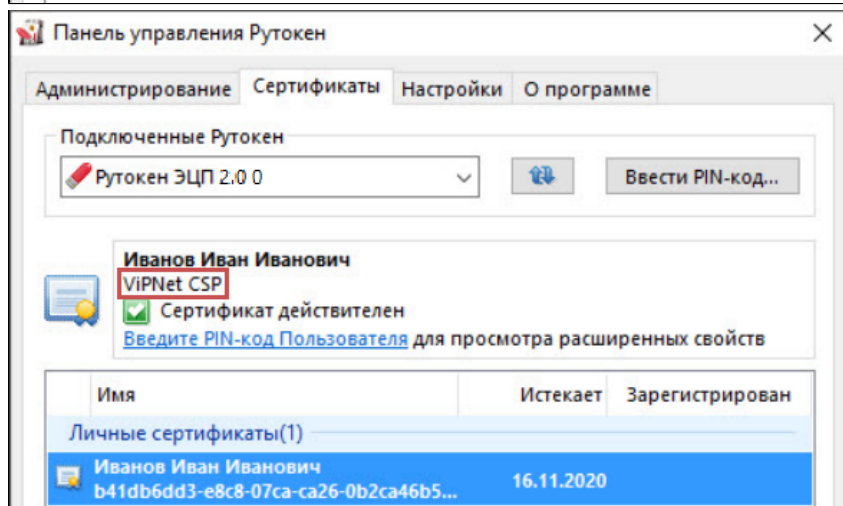 Панель управления Рутокен
Администрирование Сертификаты Настройки О программе
Подключенные Рутокен
Рутокен ЭЦП 2.0 0 Ввести PIN-код...
Иванов Иван Иванович
ViPNet CSP
Сертификат действителен
Введите PIN-код Пользователя для просмотра расширенных свойств
Имя Истекает Зарегистрирован
Личные сертификаты(1)
Иванов Иван Иванович
b41db6dd3-e8c8-07ca-ca26-0b2ca46b5... 16.11.2020